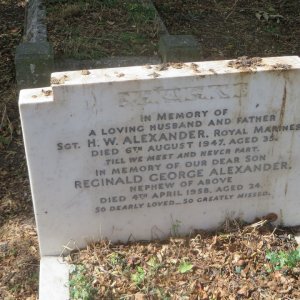 IN MEMORY OF
A LOVING HUSBAND AND FATHER
SGT. H. W. ALEXANDER, ROYAL MARINES
DIED 6TH AUGUST 1947. AGED 35.
TILL WE MEET AND NEVER PART.
IN MEMORY OF OUR DEAR SON
REGINALD GEORGE ALEXANDER,
NEPHEW OF ABOVE
DIED 4TH APRIL 1958. AGED 24.
SO DEARLY LOVED... SO GREATLY MISSED.